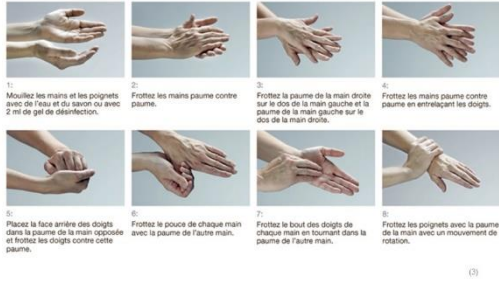 1:
Mouillez les mains et les poignets
avec de l'eau et du savon ou avec
2 ml de gel de désinfection.
2:
Frottez les mains paume contre
paume.
3:
Frottez la paume de la main droite
sur le dos de la main gauche et la
paume de la main gauche sur le
dos de la main droite.
4:
Frottez les mains paume contre
paume en entrelaçant les doigts.
5:
Placez la face arrière des doigts
dans la paume de la main opposée
et frottez les doigts contre cette
paume.
6:
Frottez le pouce de chaque main
avec la paume de l'autre main.
7:
Frottez le bout des doigts de
chaque main en tournant dans la
paume de l'autre main.
8:
Frottez les poignets avec la paume
de la main avec un mouvement de
rotation.
(3)